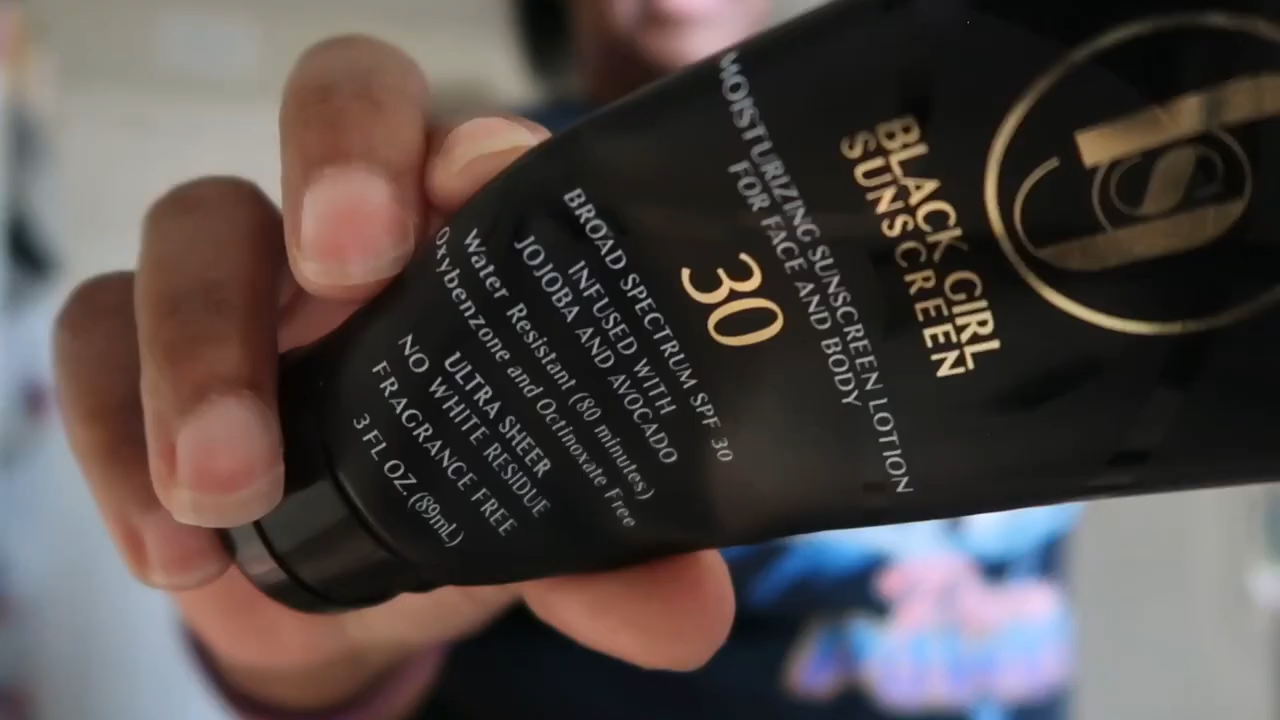 BLACK GIRL
SUNSCREEN
MOISTURIZING SUNSCREEN LOTION
FOR FACE AND BODY
30
BROAD SPECTRUM SPF 30
INFUSED WITH
JOJOBA AND AVOCADO
Water Resistant (80 minutes)
Oxybenzone and Octinoxate Free
ULTRA SHEER
NO WHITE RESIDUE
FRAGRANCE FREE
3 FL OZ. (89mL)